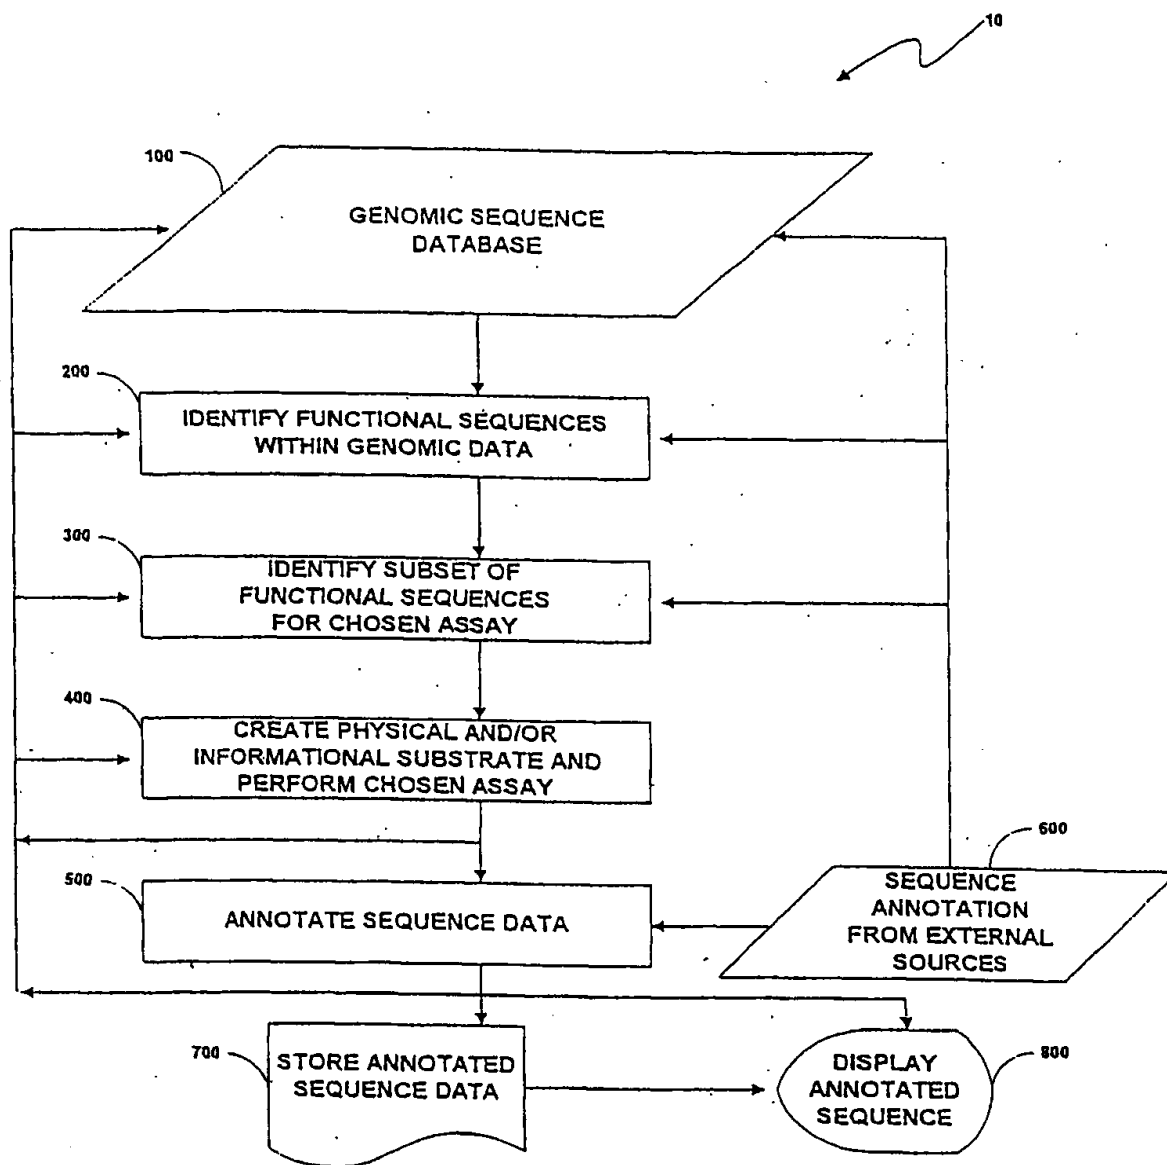 10
100
GENOMIC SEQUENCE
DATABASE
200
IDENTIFY FUNCTIONAL SEQUENCES
WITHIN GENOMIC DATA
300
IDENTIFY SUBSET OF
FUNCTIONAL SEQUENCES
FOR CHOSEN ASSAY
400
CREATE PHYSICAL AND/OR
INFORMATIONAL SUBSTRATE AND
PERFORM CHOSEN ASSAY
500
ANNOTATE SEQUENCE DATA
600
SEQUENCE
ANNOTATION
FROM EXTERNAL
SOURCES
700
STORE ANNOTATED
SEQUENCE DATA
800
DISPLAY
ANNOTATED
SEQUENCE